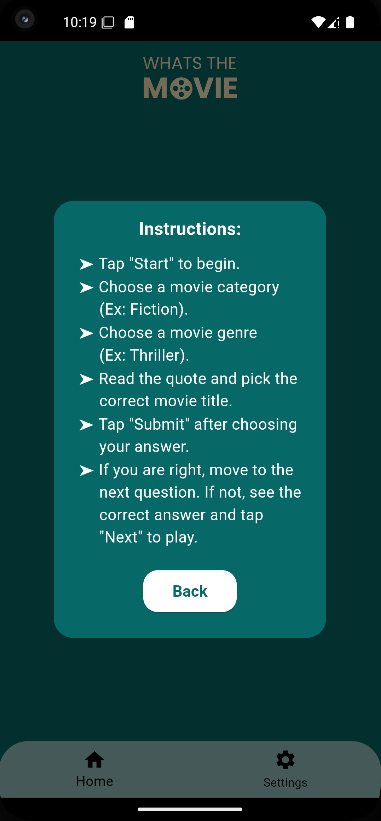 10:19
WHATS THE
MOVIE
Instructions:
➤ Tap "Start" to begin.
➤ Choose a movie category
(Ex: Fiction).
➤ Choose a movie genre
(Ex: Thriller).
➤ Read the quote and pick the
correct movie title.
➤ Tap "Submit" after choosing
your answer.
➤ If you are right, move to the
next question. If not, see the
correct answer and tap
"Next" to play.
Back
Home
Settings